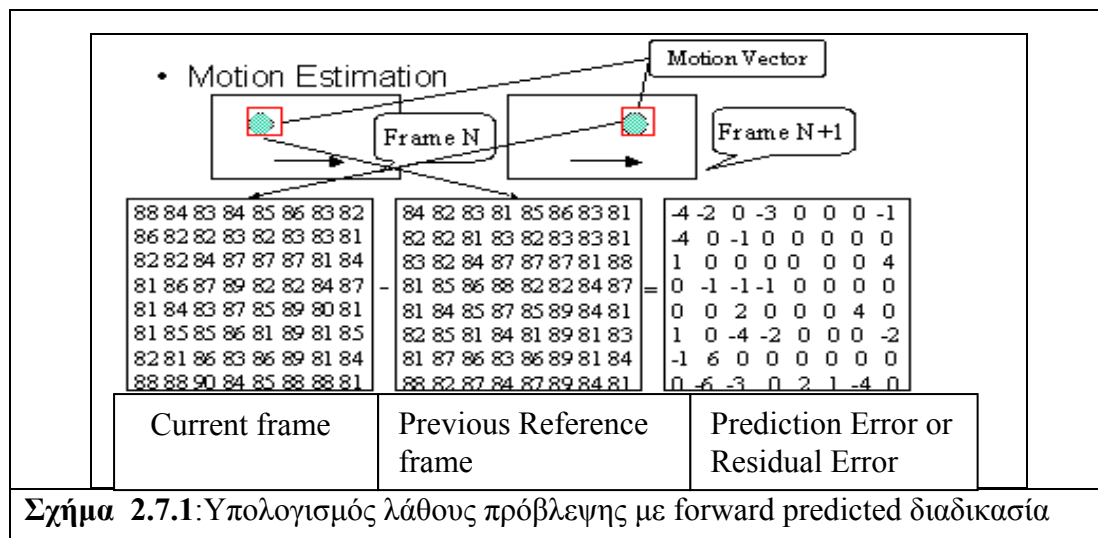 • Motion Estimation
Motion Vector
Frame N
Frame N+1
88 84 83 84 85 86 83 82
86 82 82 83 82 83 83 81
82 82 84 87 87 87 81 84
81 86 87 89 82 82 84 87
81 84 83 87 85 89 80 81
81 85 85 86 81 89 81 85
82 81 86 83 86 89 81 84
88 88 90 84 85 88 88 81
-
84 82 83 81 85 86 83 81
82 82 81 83 82 83 83 81
83 82 84 87 87 87 81 88
81 85 86 88 82 82 84 87
81 84 85 87 85 89 84 81
82 85 81 84 81 89 81 83
81 87 86 83 86 89 81 84
88 82 87 84 87 89 84 81
=
-4 -2 0 -3 0 0 0 -1
-4 0 -1 0 0 0 0 0
1 0 0 0 0 0 0 4
0 -1 -1 -1 0 0 0 0
0 0 2 0 0 0 4 0
1 0 -4 -2 0 0 0 -2
-1 6 0 0 0 0 0 0
0 -6 -3 0 2 1 -4 0
Current frame
Previous Reference
frame
Prediction Error or
Residual Error
Σχήμα 2.7.1:Υπολογισμός λάθους πρόβλεψης με forward predicted διαδικασία